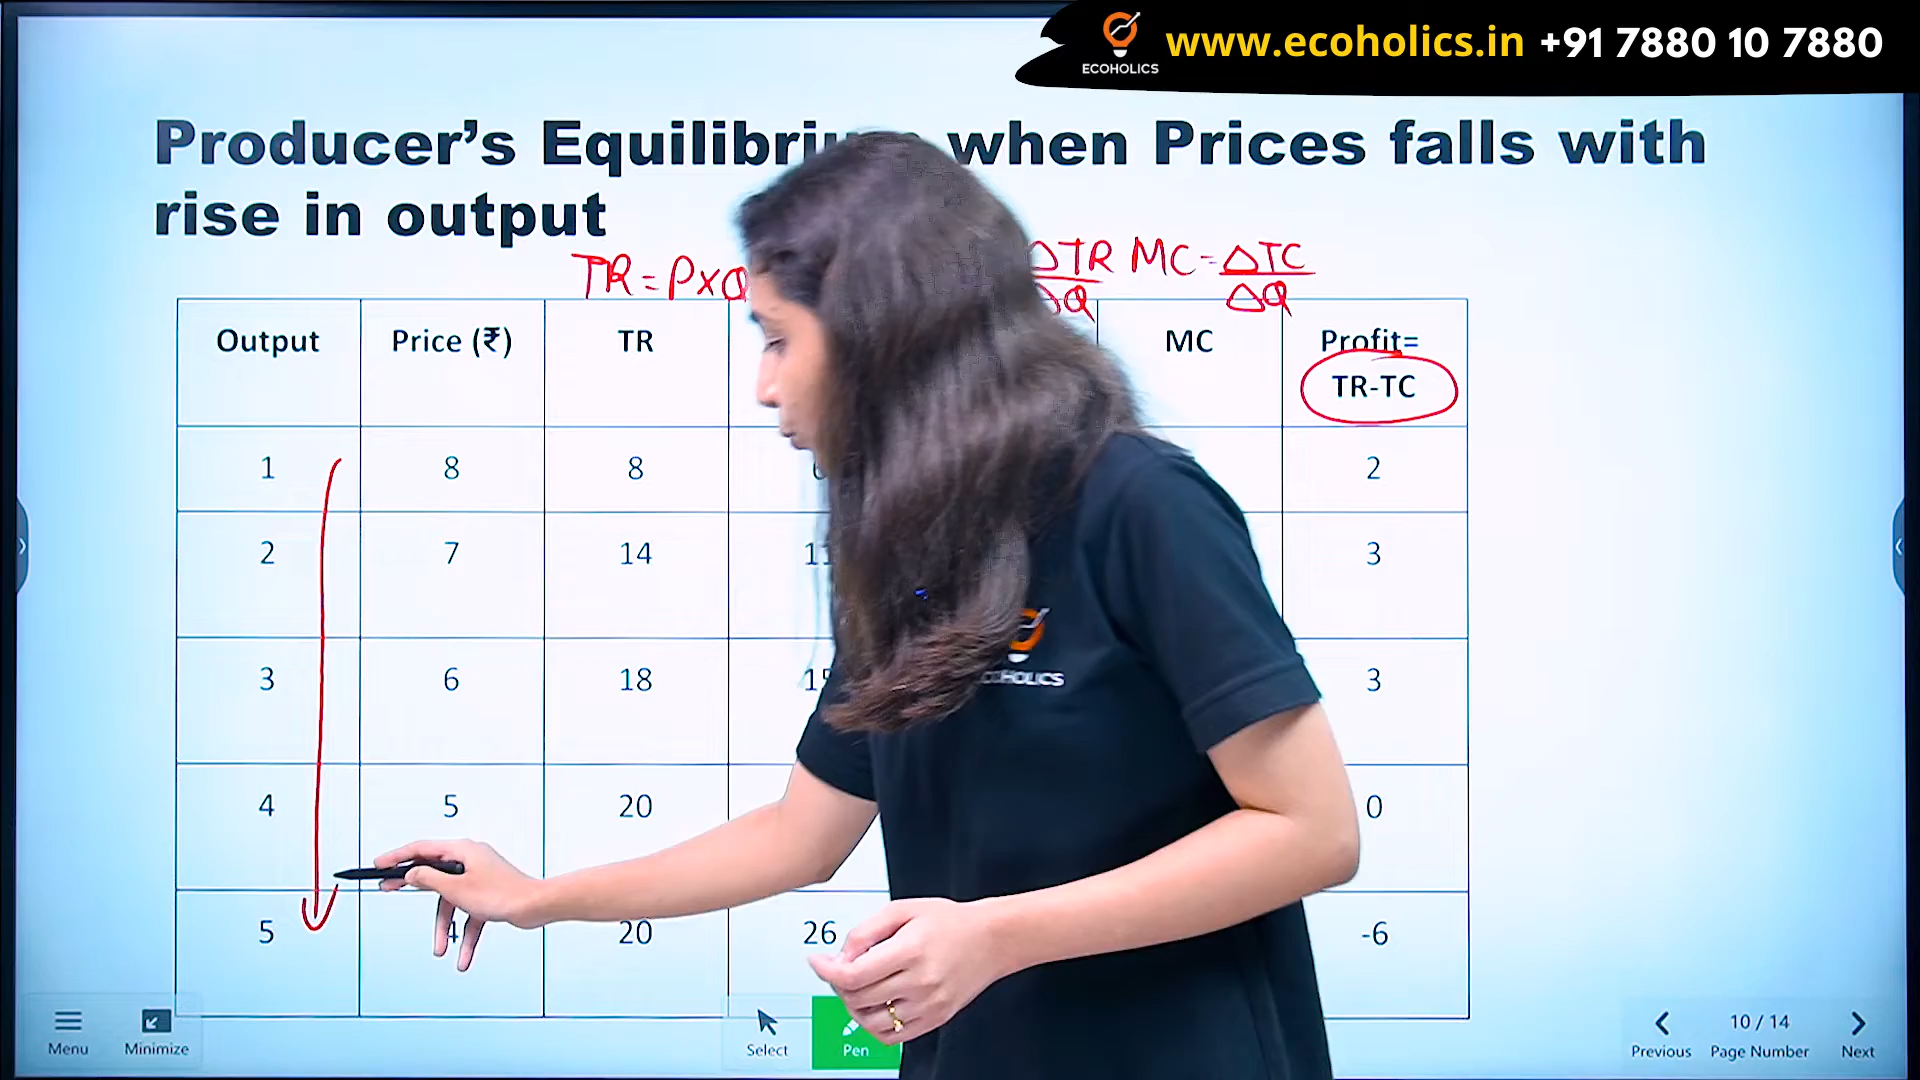 ECOHOLICS
www.ecoholics.in +91 7880 10 7880
Producer's when Prices falls with
rise in output
TR = P×Q ΔTR MC = ΔTC
ΔQ ΔQ
Output Price (₹) TR MC Profit=
TR-TC
1 8 8 2
2 7 14 3
3 6 18 3
4 5 20 0
5 4 20 26 -6
Menu Minimize Select Pen Previous Page Number Next
10 / 14